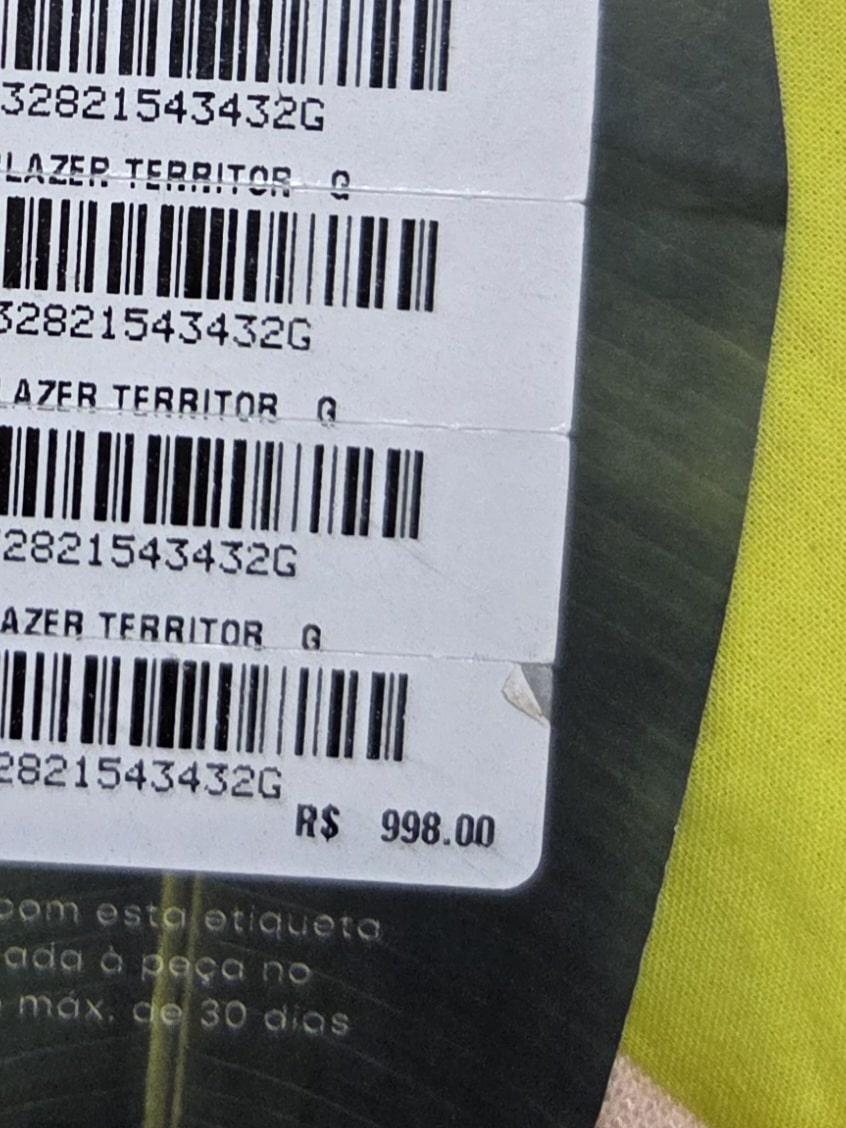 32821543432G
LAZER TERRITOR G
32821543432G
LAZER TERRITOR G
2821543432G
AZER TERRITOR G
2821543432G
R$ 998.00
com esta etiqueta
ada à peça no
máx. de 30 dias